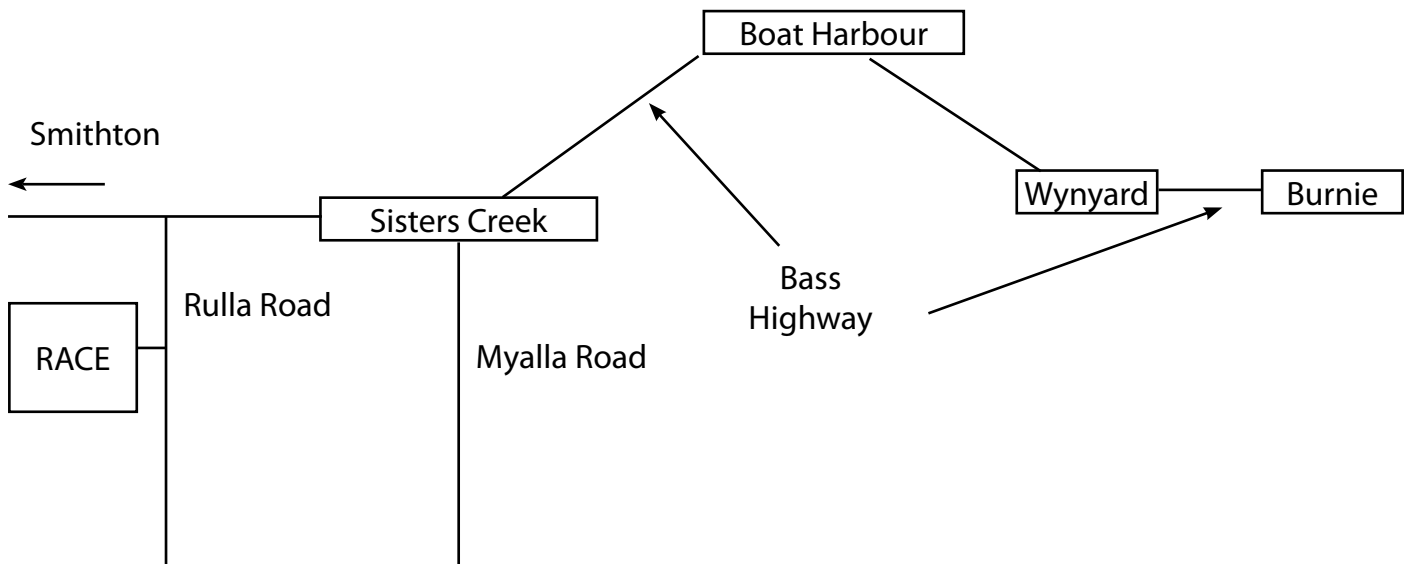 Boat Harbour
Smithton
Wynyard
Burnie
Sisters Creek
Bass
Highway
Rulla Road
RACE
Myalla Road